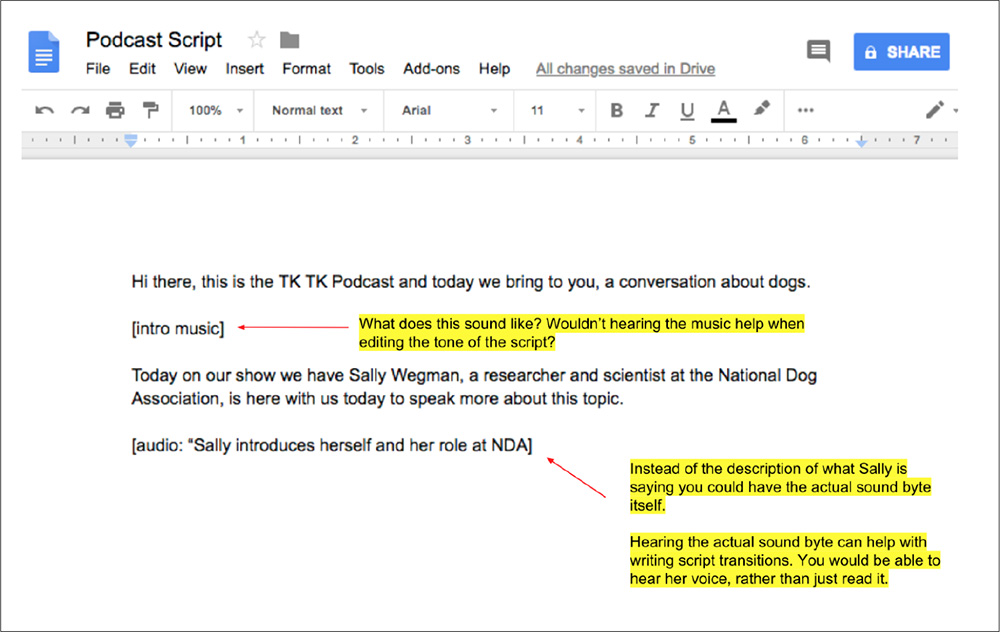 Podcast Script
SHARE
File Edit View Insert Format Tools Add-ons Help All changes saved in Drive
100% Normal text Arial 11 B I U A
1 2 3 4 5 6 7
Hi there, this is the TK TK Podcast and today we bring to you, a conversation about dogs.
[intro music]
What does this sound like? Wouldn't hearing the music help when
editing the tone of the script?
Today on our show we have Sally Wegman, a researcher and scientist at the National Dog
Association, is here with us today to speak more about this topic.
[audio: “Sally introduces herself and her role at NDA]
Instead of the description of what Sally is
saying you could have the actual sound byte
itself.
Hearing the actual sound byte can help with
writing script transitions. You would be able to
hear her voice, rather than just read it.